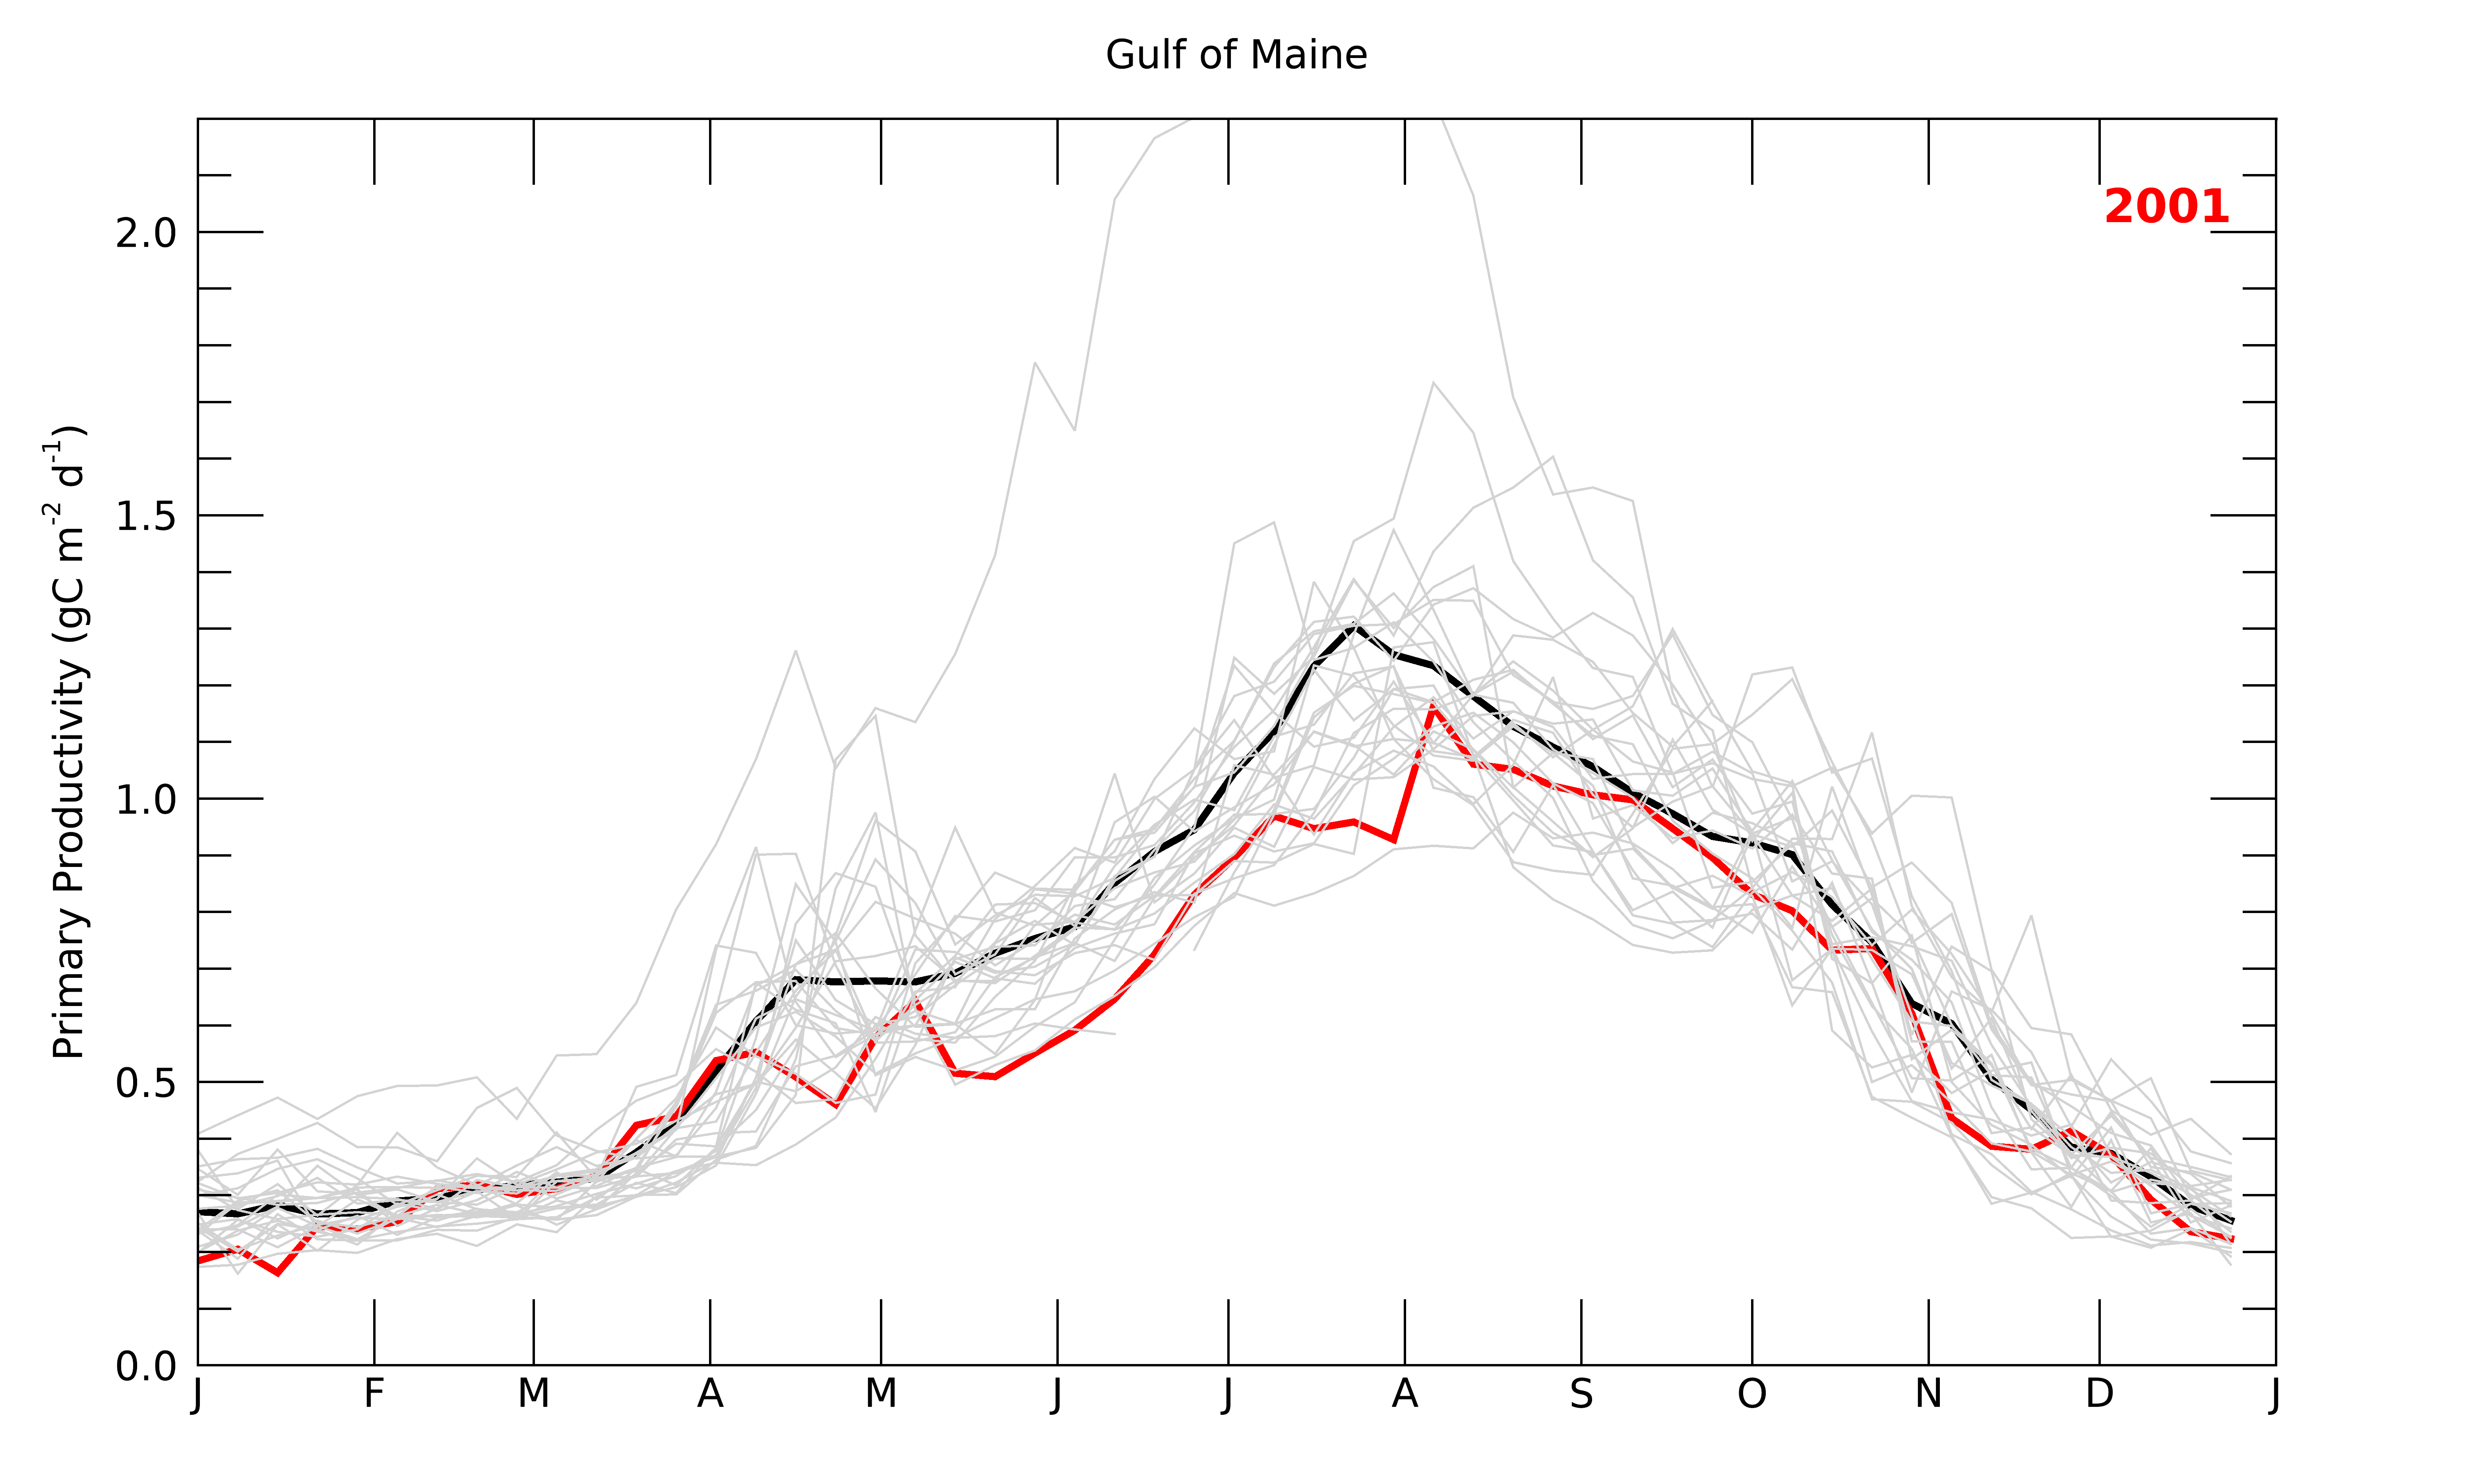 Gulf of Maine
2001
Primary Productivity (gC m⁻² d⁻¹)
2.0
1.5
1.0
0.5
0.0
J F M A M J J A S O N D J